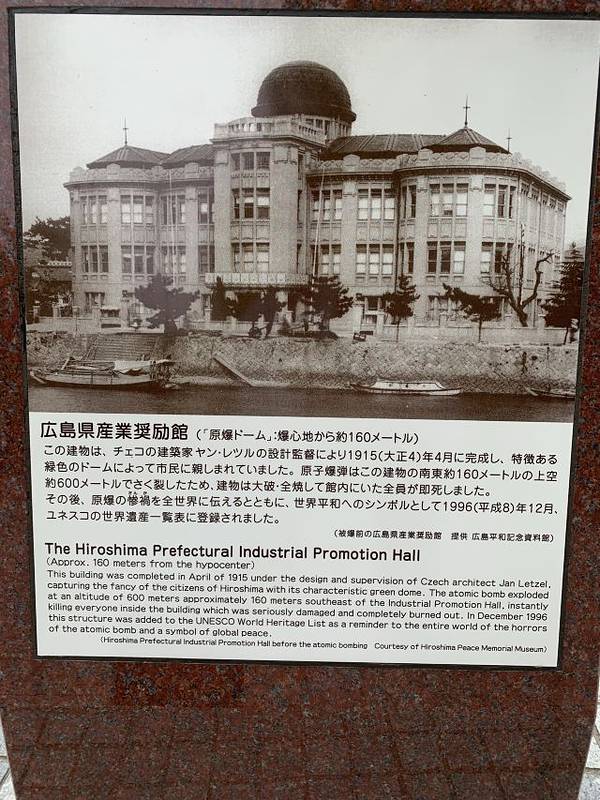 広島県産業奨励館(「原爆ドーム」:爆心地から約160メートル)
この建物は、チェコの建築家ヤン・レツルの設計監督により1915(大正4)年4月に完成し、特徴ある
緑色のドームによって市民に親しまれていました。原子爆弾はこの建物の南東約160メートルの上空
約600メートルでさく裂したため、建物は大破・全焼して館内にいた全員が即死しました。
その後、原爆の惨禍を全世界に伝えるとともに、世界平和へのシンボルとして1996(平成8)年12月、
ユネスコの世界遺産一覧表に登録されました。
(被爆前の広島県産業奨励館 提供 広島平和記念資料館)
The Hiroshima Prefectural Industrial Promotion Hall
(Approx. 160 meters from the hypocenter)
This building was completed in April of 1915 under the design and supervision of Czech architect Jan Letzel,
capturing the fancy of the citizens of Hiroshima with its characteristic green dome. The atomic bomb exploded
at an altitude of 600 meters approximately 160 meters southeast of the Industrial Promotion Hall, instantly
killing everyone inside the building which was seriously damaged and completely burned out. In December 1996
this structure was added to the UNESCO World Heritage List as a reminder to the entire world of the horrors
of the atomic bomb and a symbol of global peace.
(Hiroshima Prefectural Industrial Promotion Hall before the atomic bombing Courtesy of Hiroshima Peace Memorial Museum)